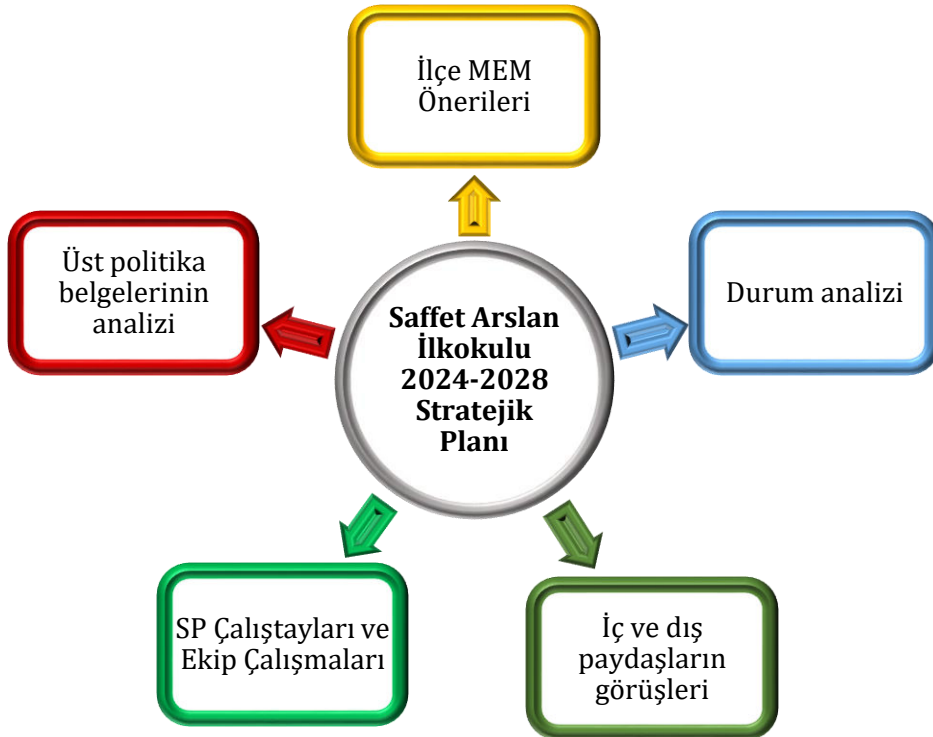 İlçe MEM
Önerileri
Üst politika
belgelerinin
analizi
Durum analizi
Saffet Arslan
İlkokulu
2024-2028
Stratejik
Planı
SP Çalıştayları ve
Ekip Çalışmaları
İç ve dış
paydaşların
görüşleri